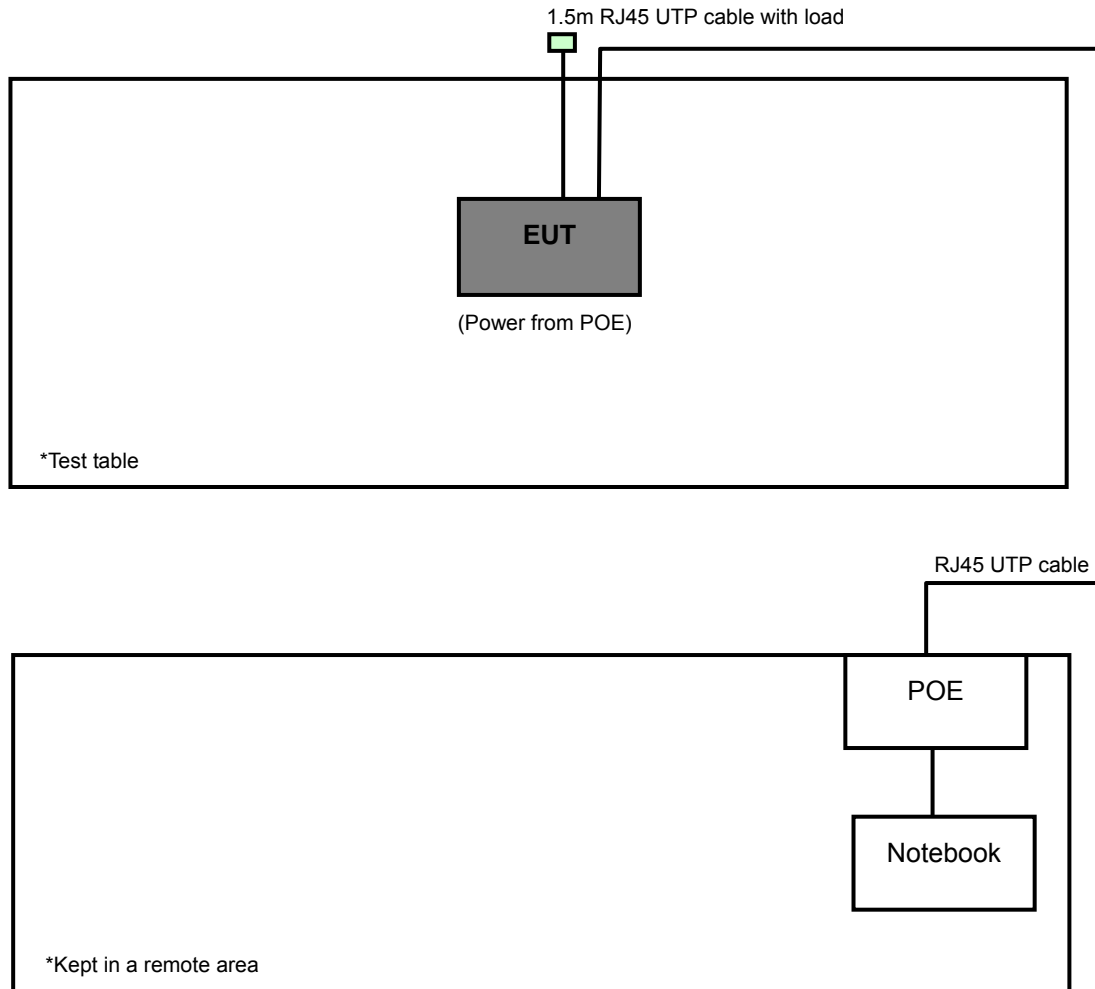 1.5m RJ45 UTP cable with load
EUT
(Power from POE)
*Test table
RJ45 UTP cable
POE
Notebook
*Kept in a remote area